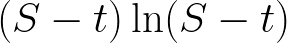 (S − t) ln(S − t)